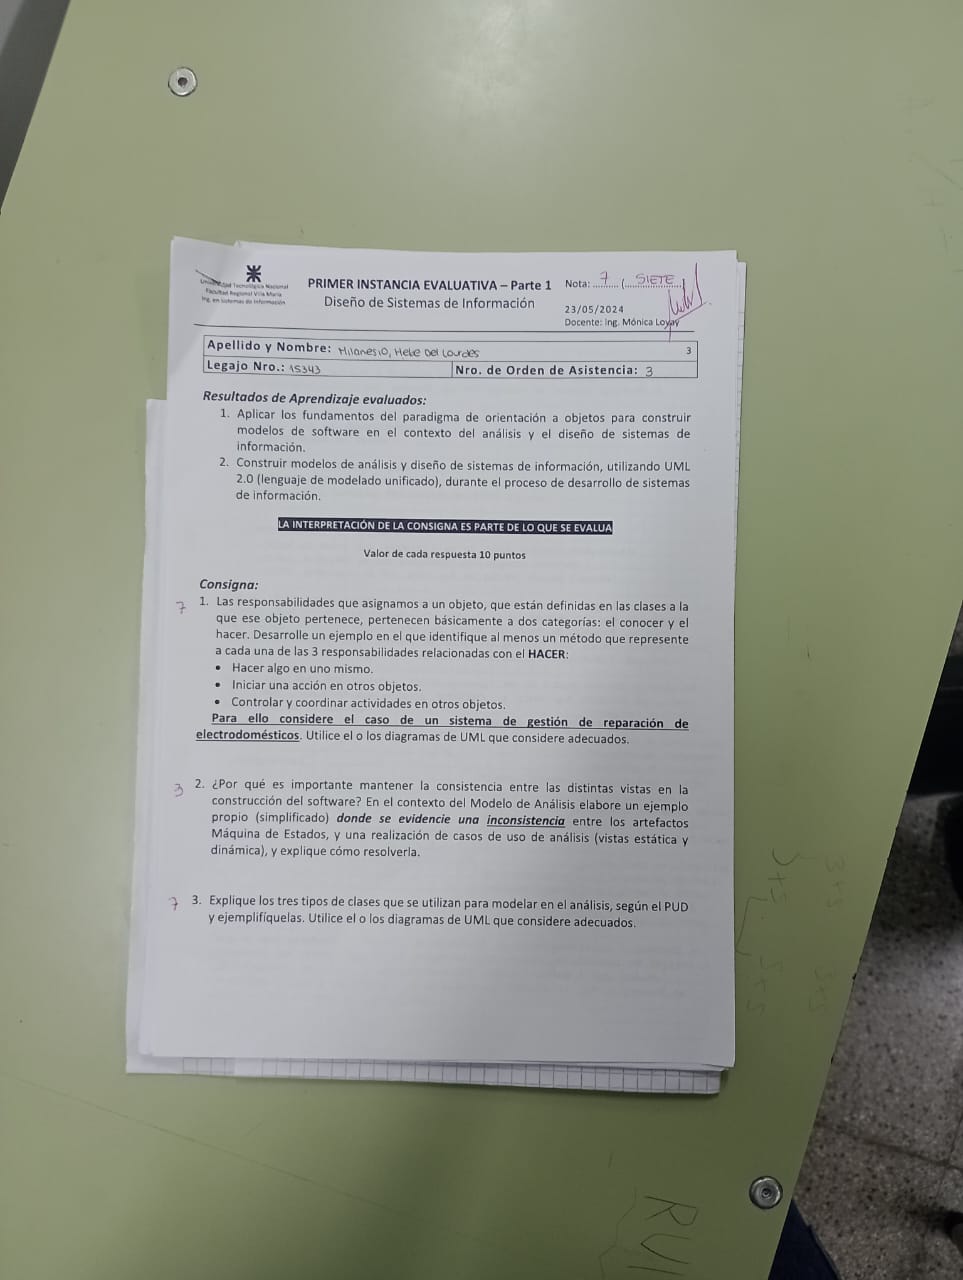 Universidad Tecnológica Nacional
Facultad Regional Villa María
Ing. en Sistemas de Información
PRIMER INSTANCIA EVALUATIVA – Parte 1
Diseño de Sistemas de Información
Nota: 7 (SIETE)
23/05/2024
Docente: Ing. Mónica Loyay
Apellido y Nombre: Milanesio, Hebe Del Lourdes 3
Legajo Nro.: 15343 Nro. de Orden de Asistencia: 3
Resultados de Aprendizaje evaluados:
1. Aplicar los fundamentos del paradigma de orientación a objetos para construir
modelos de software en el contexto del análisis y el diseño de sistemas de
información.
2. Construir modelos de análisis y diseño de sistemas de información, utilizando UML
2.0 (lenguaje de modelado unificado), durante el proceso de desarrollo de sistemas
de información.
LA INTERPRETACIÓN DE LA CONSIGNA ES PARTE DE LO QUE SE EVALUA
Valor de cada respuesta 10 puntos
Consigna:
7 1. Las responsabilidades que asignamos a un objeto, que están definidas en las clases a la
que ese objeto pertenece, pertenecen básicamente a dos categorías: el conocer y el
hacer. Desarrolle un ejemplo en el que identifique al menos un método que represente
a cada una de las 3 responsabilidades relacionadas con el HACER:
• Hacer algo en uno mismo.
• Iniciar una acción en otros objetos.
• Controlar y coordinar actividades en otros objetos.
Para ello considere el caso de un sistema de gestión de reparación de
electrodomésticos. Utilice el o los diagramas de UML que considere adecuados.
3 2. ¿Por qué es importante mantener la consistencia entre las distintas vistas en la
construcción del software? En el contexto del Modelo de Análisis elabore un ejemplo
propio (simplificado) donde se evidencie una inconsistencia entre los artefactos
Máquina de Estados, y una realización de casos de uso de análisis (vistas estática y
dinámica), y explique cómo resolverla.
7 3. Explique los tres tipos de clases que se utilizan para modelar en el análisis, según el PUD
y ejemplifíquelas. Utilice el o los diagramas de UML que considere adecuados.